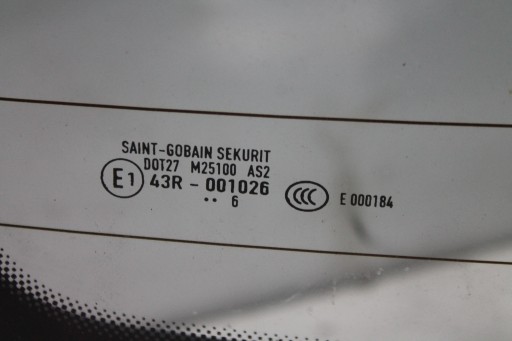 SAINT-GOBAIN SEKURIT
DOT27 M25100 AS2
E1 43R - 001026
•• 6
CCC E 000184